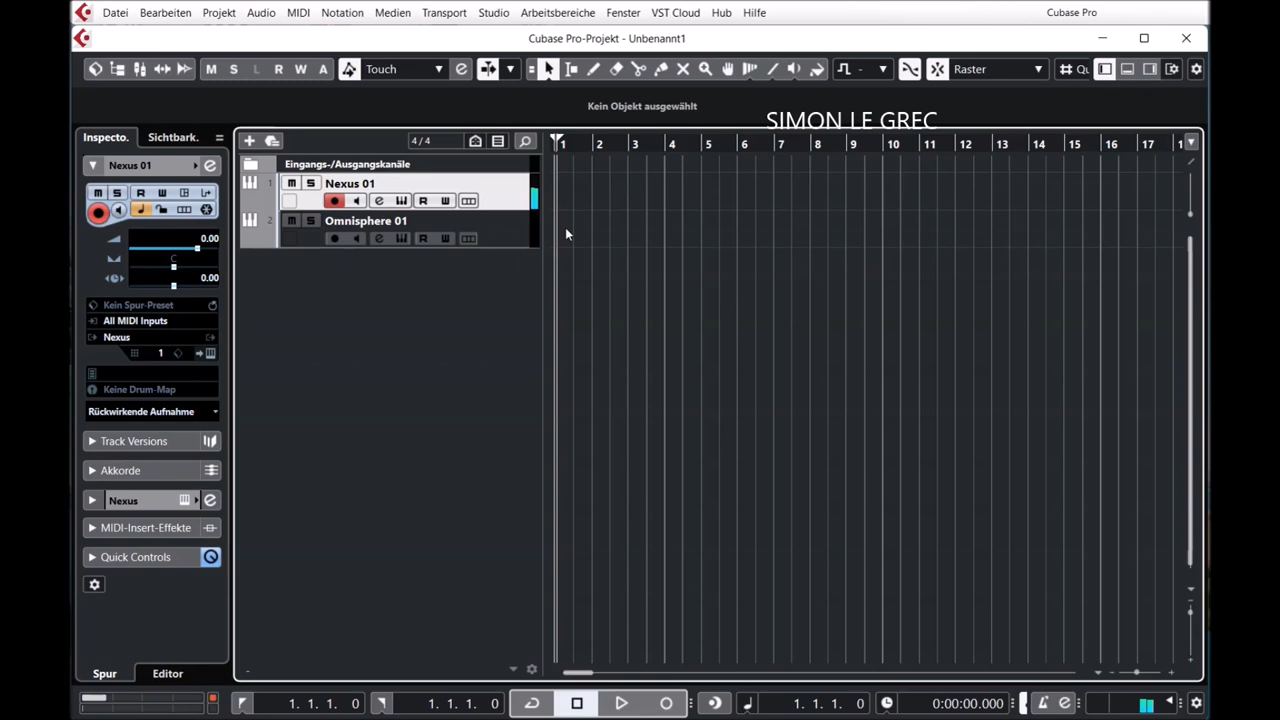 Datei Bearbeiten Projekt Audio MIDI Notation Medien Transport Studio Arbeitsbereiche Fenster VST Cloud Hub Hilfe Cubase Pro
Cubase Pro-Projekt - Unbenannt1
M S L R W A Touch Raster Qu
Kein Objekt ausgewählt
SIMON LE GREC
Inspecto. Sichtbark. 4/4 1 2 3 4 5 6 7 8 9 10 11 12 13 14 15 16 17 1
Nexus 01
Eingangs-/Ausgangskanäle
1 m S Nexus 01
R W
2 m S Omnisphere 01
R W
m S R W
0.00
C
0.00
Kein Spur-Preset
All MIDI Inputs
Nexus
1
Keine Drum-Map
Rückwirkende Aufnahme
Track Versions
Akkorde
Nexus
MIDI-Insert-Effekte
Quick Controls
Spur Editor
1. 1. 1. 0 1. 1. 1. 0 1. 1. 1. 0 0:00:00.000